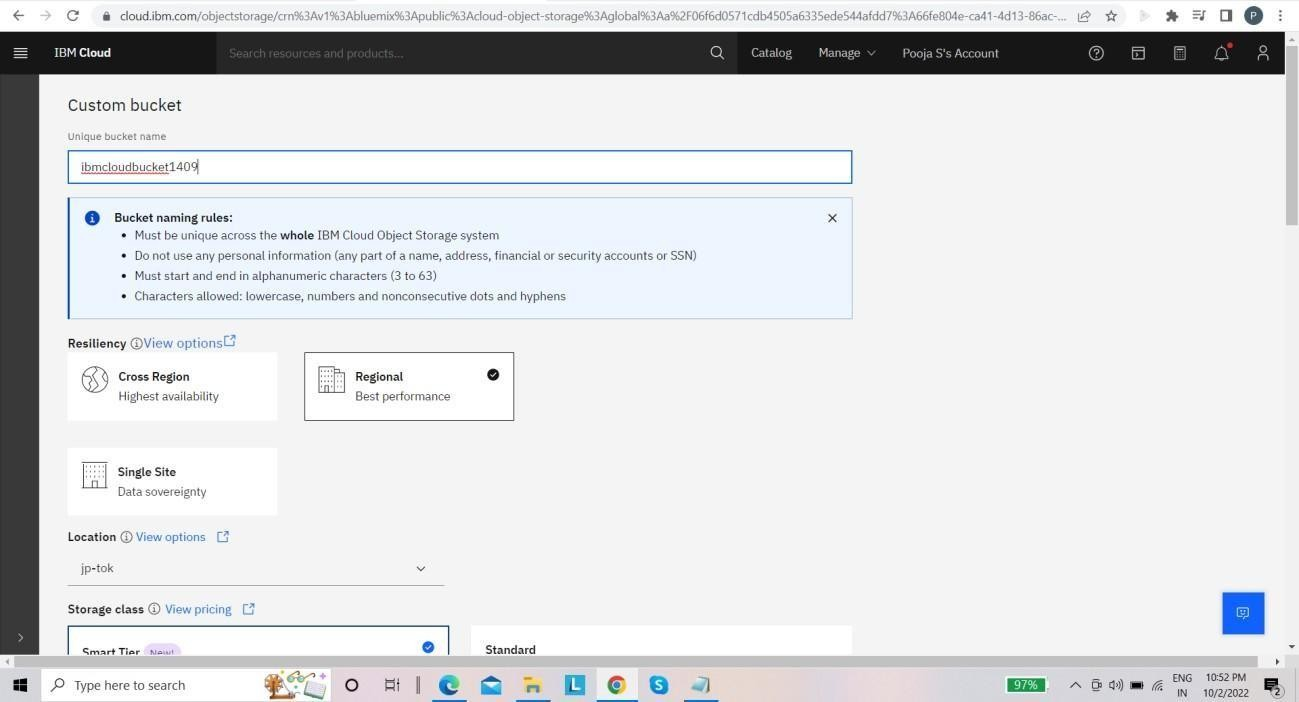 cloud.ibm.com/objectstorage/crn%3Av1%3Abluemix%3Apublic%3Acloud-object-storage%3Aglobal%3Aa%2F06f6d0571cdb4505a6335ede544afdd7%3A66fe804e-ca41-4d13-86ac-...
P
IBM Cloud
Search resources and products...
Catalog
Manage
Pooja S's Account
Custom bucket
Unique bucket name
ibmcloudbucket1409
Bucket naming rules:
• Must be unique across the whole IBM Cloud Object Storage system
• Do not use any personal information (any part of a name, address, financial or security accounts or SSN)
• Must start and end in alphanumeric characters (3 to 63)
• Characters allowed: lowercase, numbers and nonconsecutive dots and hyphens
Resiliency View options
Cross Region
Highest availability
Regional
Best performance
Single Site
Data sovereignty
Location View options
jp-tok
Storage class View pricing
Smart Tier New!
Standard
Type here to search
L
S
97%
ENG
IN
10:52 PM
10/2/2022
2